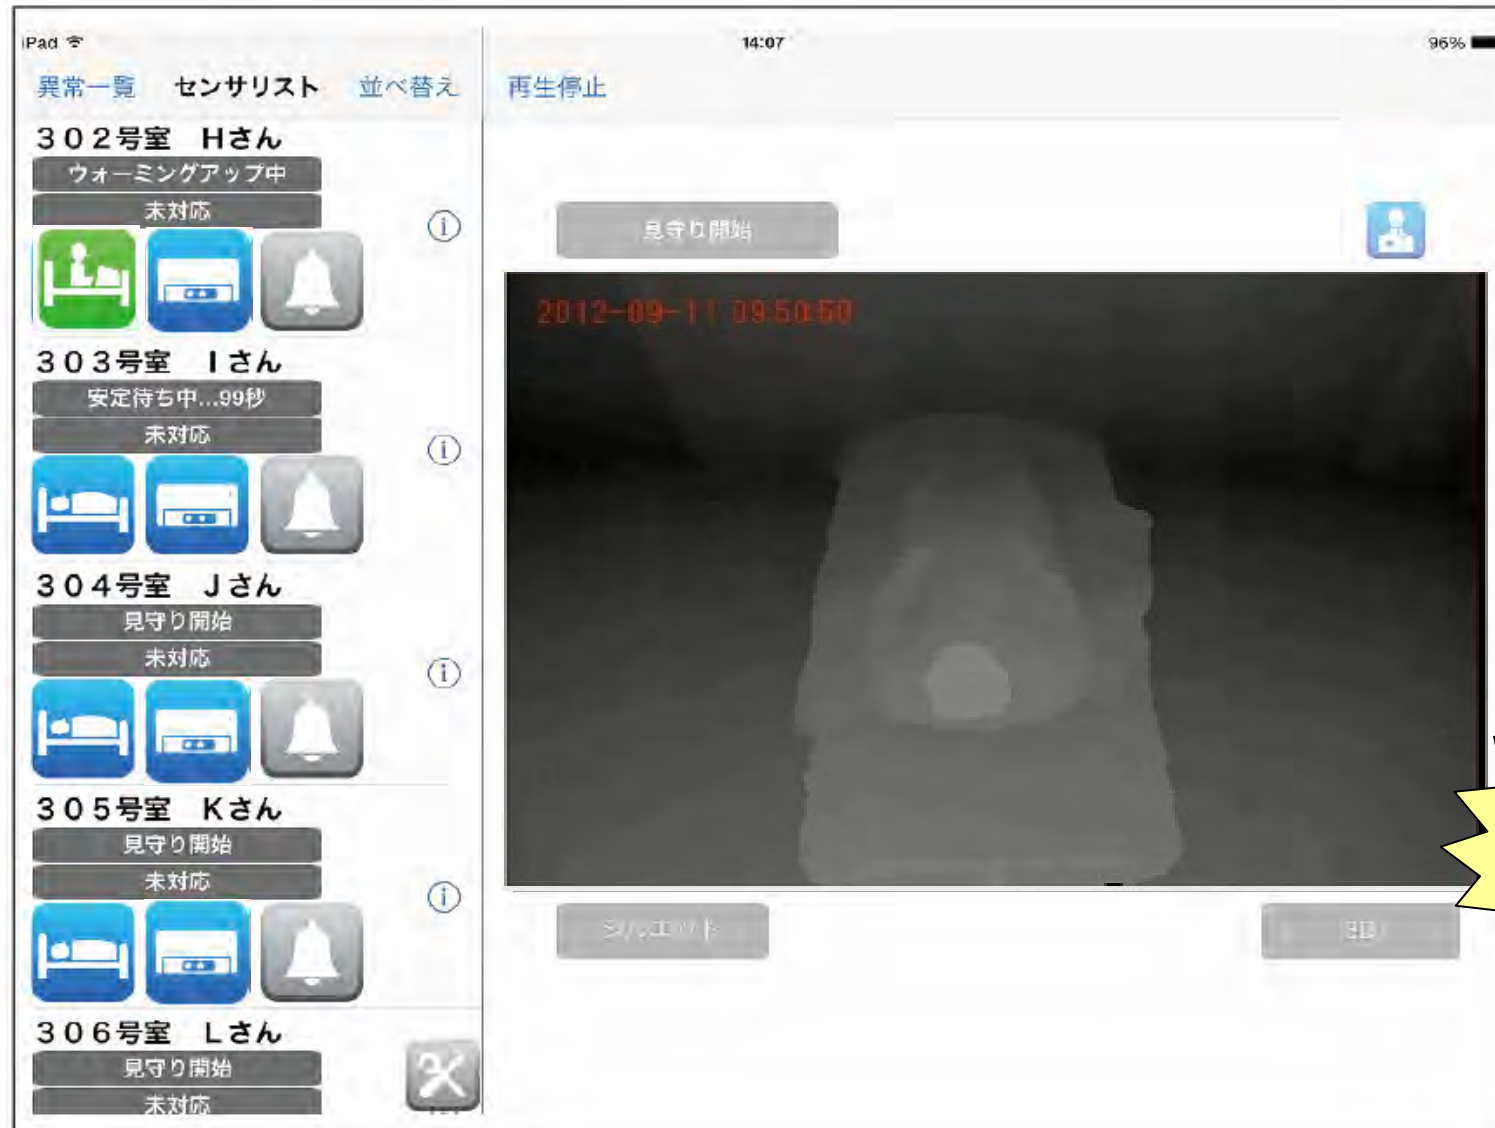 iPad
14:07
96%
異常一覧 センサリスト 並べ替え 再生停止
302号室 Hさん
ウォーミングアップ中
未対応
303号室 Iさん
安定待ち中...99秒
未対応
304号室 Jさん
見守り開始
未対応
305号室 Kさん
見守り開始
未対応
306号室 Lさん
見守り開始
未対応
見守り開始
2012-09-11 09:50:50
シルエット
3D